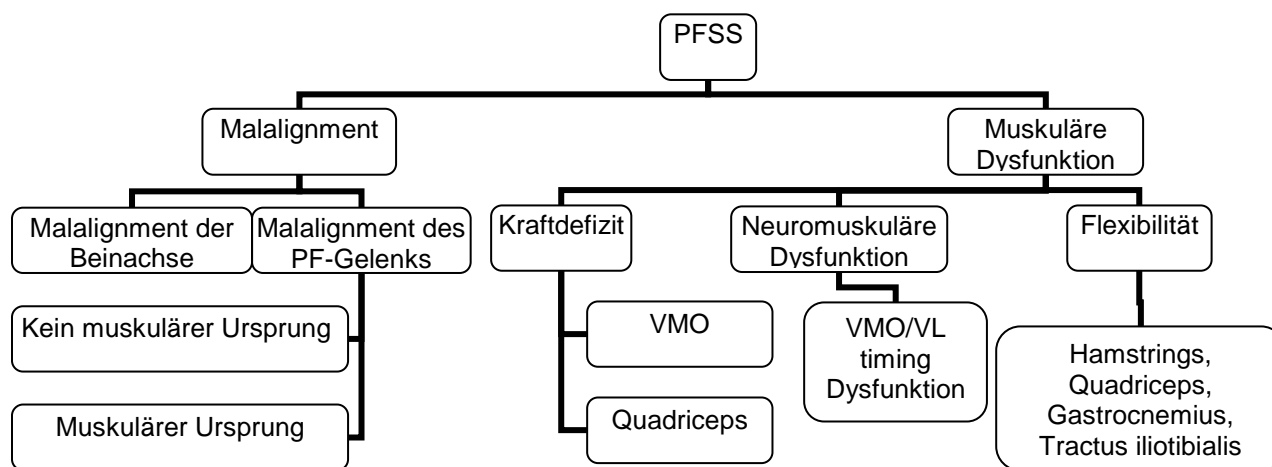 PFSS
Malalignment
Muskuläre
Dysfunktion
Malalignment der
Beinachse
Malalignment des
PF-Gelenks
Kraftdefizit
Neuromuskuläre
Dysfunktion
Flexibilität
Kein muskulärer Ursprung
Muskulärer Ursprung
VMO
Quadriceps
VMO/VL
timing
Dysfunktion
Hamstrings,
Quadriceps,
Gastrocnemius,
Tractus iliotibialis